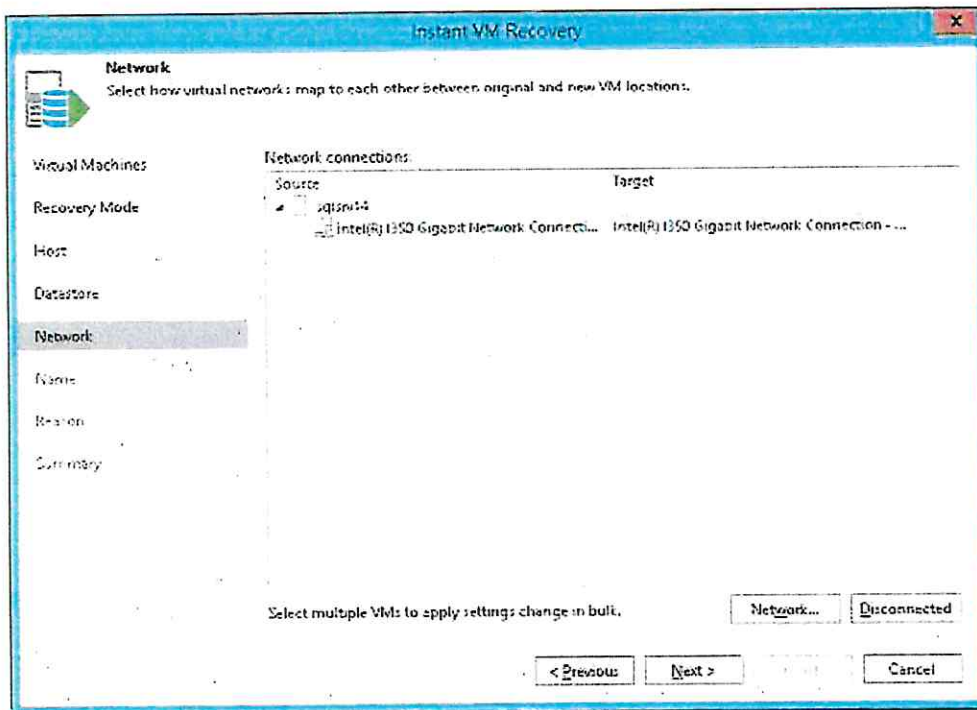 Instant VM Recovery
Network
Select how virtual networks map to each other between original and new VM locations.
Virtual Machines
Recovery Mode
Host
Datastore
Network
Name
Reason
Summary
Network connections:
Source Target
Intel(R) I350 Gigabit Network Connecti... Intel(R) I350 Gigabit Network Connection - ...
Select multiple VMs to apply settings change in bulk.
Network... Disconnected
< Previous Next > Cancel